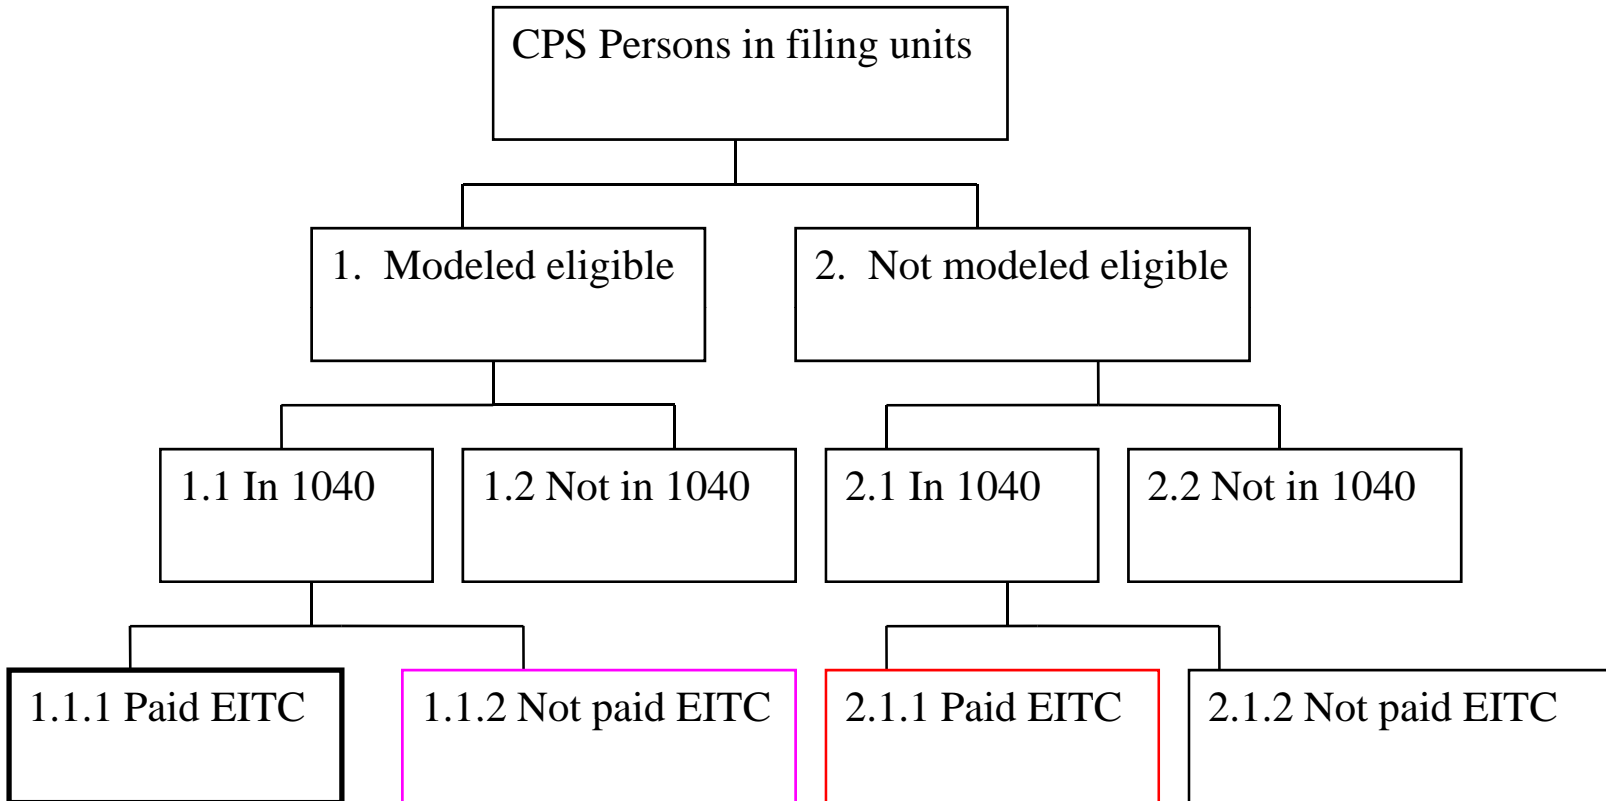 CPS Persons in filing units
1. Modeled eligible
2. Not modeled eligible
1.1 In 1040
1.2 Not in 1040
2.1 In 1040
2.2 Not in 1040
1.1.1 Paid EITC
1.1.2 Not paid EITC
2.1.1 Paid EITC
2.1.2 Not paid EITC